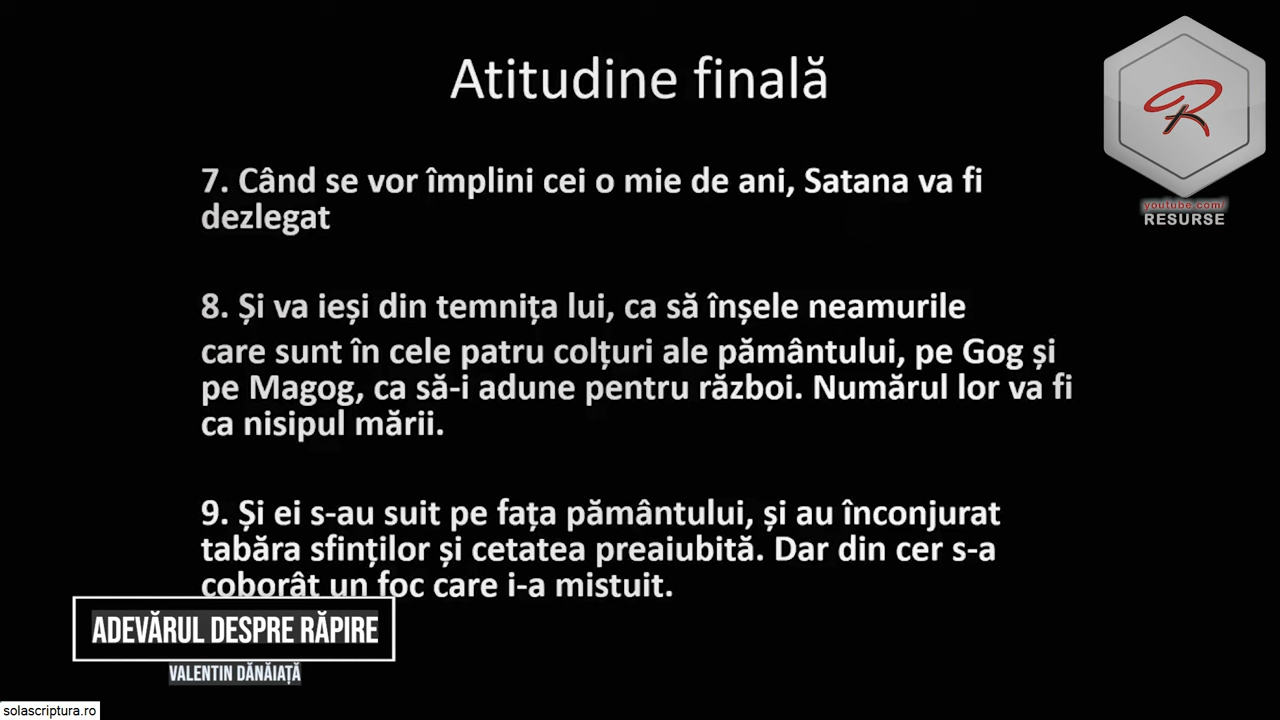 Atitudine finală
youtube.com/
RESURSE
7. Când se vor împlini cei o mie de ani, Satana va fi
dezlegat
8. Și va ieși din temnița lui, ca să înșele neamurile
care sunt în cele patru colțuri ale pământului, pe Gog și
pe Magog, ca să-i adune pentru război. Numărul lor va fi
ca nisipul mării.
9. Și ei s-au suit pe fața pământului, și au înconjurat
tabăra sfinților și cetatea preaiubită. Dar din cer s-a
coborât un foc care i-a mistuit.
ADEVĂRUL DESPRE RĂPIRE
VALENTIN DĂNĂIAȚĂ
solascriptura.ro